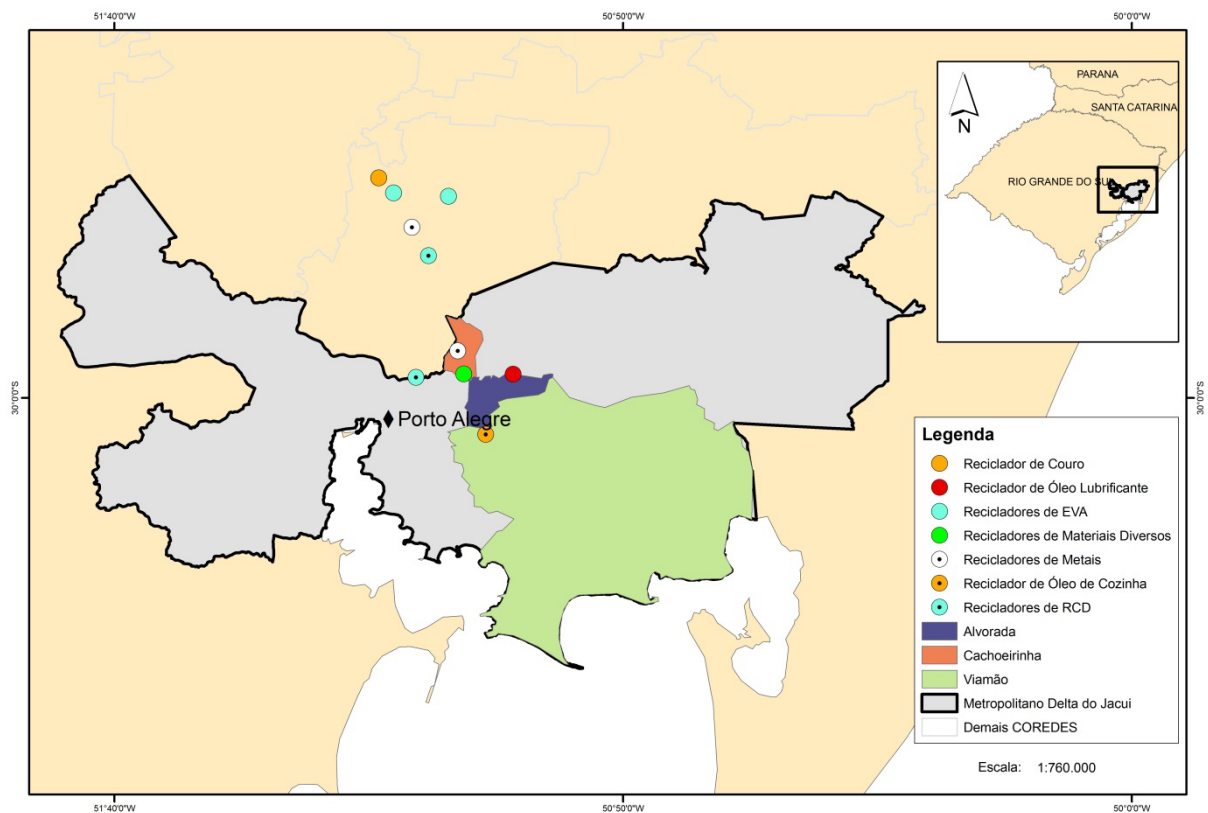 51°40'0"W
50°50'0"W
50°0'0"W
PARANA
SANTA CATARINA
N
RIO GRANDE DO SUL
30°0'0"S
30°0'0"S
Porto Alegre
Legenda
Reciclador de Couro
Reciclador de Óleo Lubrificante
Recicladores de EVA
Recicladores de Materiais Diversos
Recicladores de Metais
Reciclador de Óleo de Cozinha
Recicladores de RCD
Alvorada
Cachoeirinha
Viamão
Metropolitano Delta do Jacui
Demais COREDES
Escala: 1:760.000
51°40'0"W
50°50'0"W
50°0'0"W